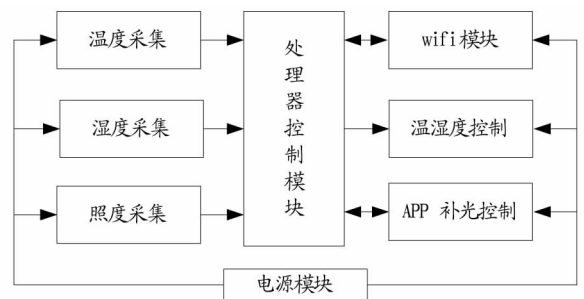 温度采集
处理器控制模块
wifi模块
湿度采集
温湿度控制
照度采集
APP 补光控制
电源模块